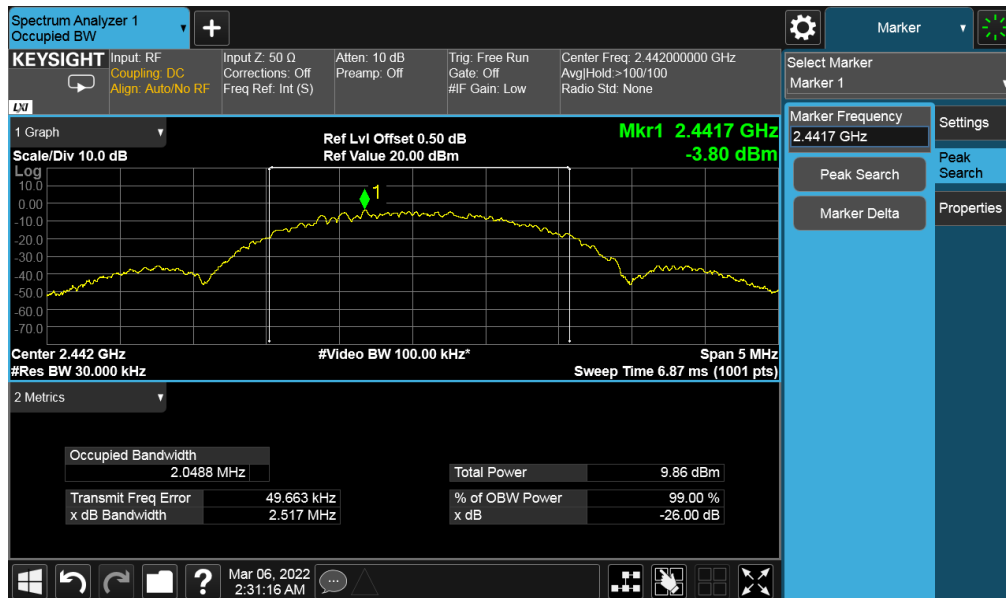 Spectrum Analyzer 1
Occupied BW
+
Marker
KEYSIGHT
LXI
Input: RF
Coupling: DC
Align: Auto/No RF
Input Z: 50 Ω
Corrections: Off
Freq Ref: Int (S)
Atten: 10 dB
Preamp: Off
Trig: Free Run
Gate: Off
#IF Gain: Low
Center Freq: 2.442000000 GHz
Avg|Hold:>100/100
Radio Std: None
Select Marker
Marker 1
Marker Frequency
2.4417 GHz
Peak Search
Marker Delta
Settings
Peak
Search
Properties
1 Graph
Scale/Div 10.0 dB
Ref Lvl Offset 0.50 dB
Ref Value 20.00 dBm
Mkr1 2.4417 GHz
-3.80 dBm
Log
10.0
0.00
-10.0
-20.0
-30.0
-40.0
-50.0
-60.0
-70.0
1
Center 2.442 GHz
#Video BW 100.00 kHz*
Span 5 MHz
#Res BW 30.000 kHz
Sweep Time 6.87 ms (1001 pts)
2 Metrics
Occupied Bandwidth
2.0488 MHz
Total Power 9.86 dBm
Transmit Freq Error 49.663 kHz
% of OBW Power 99.00 %
x dB Bandwidth 2.517 MHz
x dB -26.00 dB
?
Mar 06, 2022
2:31:16 AM